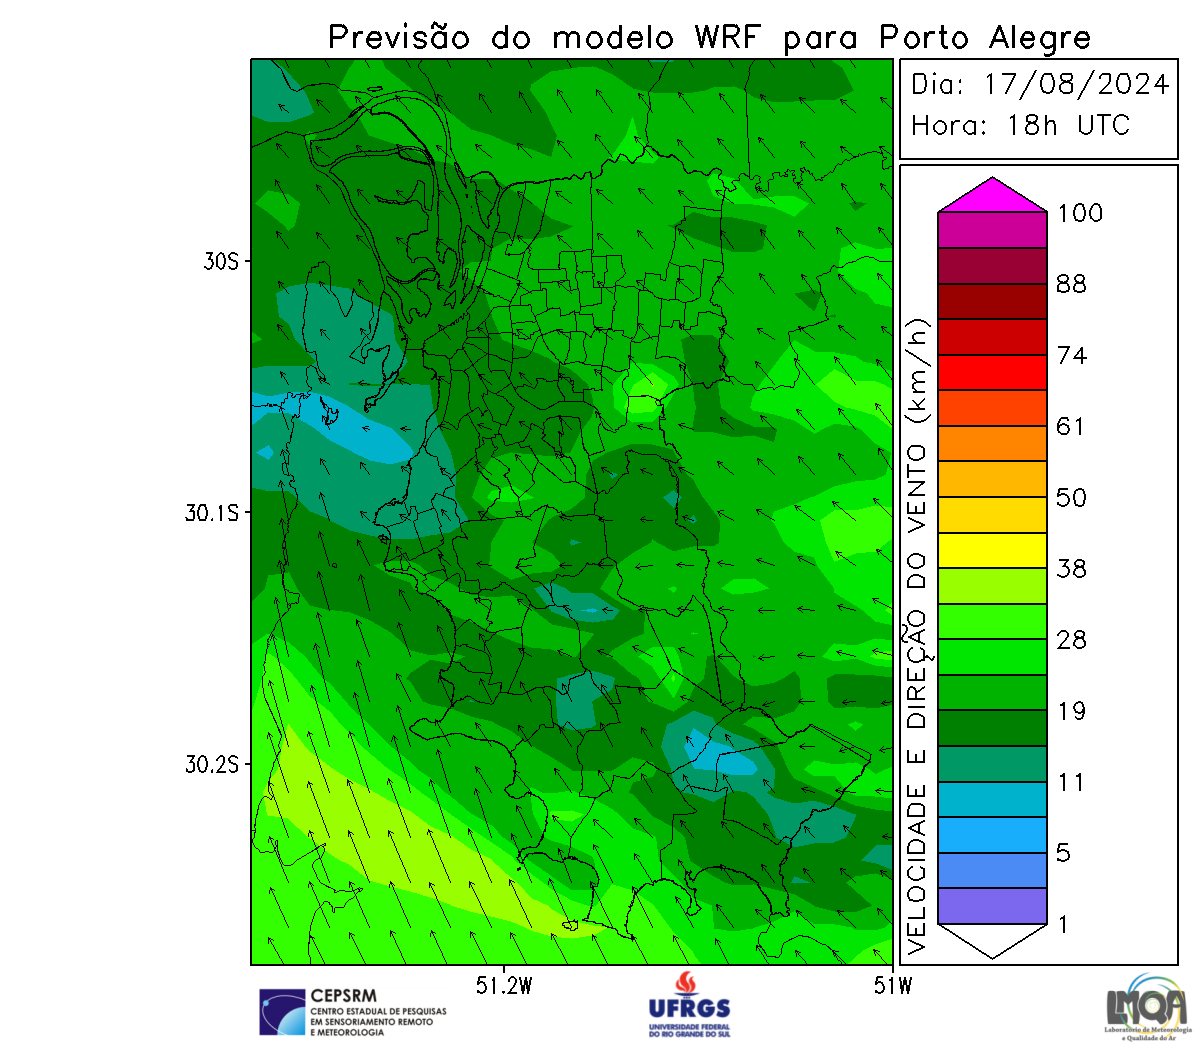 Previsão do modelo WRF para Porto Alegre
Dia: 17/08/2024
Hora: 18h UTC
30S
30.1S
30.2S
51.2W
51W
VELOCIDADE E DIREÇÃO DO VENTO (km/h)
100
88
74
61
50
38
28
19
11
5
1
CEPSRM
CENTRO ESTADUAL DE PESQUISAS
EM SENSORIAMENTO REMOTO
E METEOROLOGIA
UFRGS
UNIVERSIDADE FEDERAL
DO RIO GRANDE DO SUL
LMQA
Laboratório de Meteorologia
e Qualidade do Ar